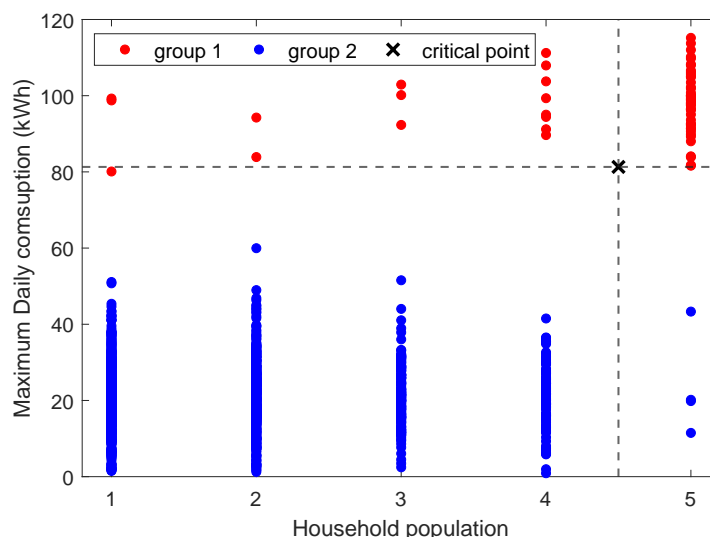 120
100
80
60
40
20
0
Maximum Daily comsuption (kWh)
group 1 group 2 critical point
1 2 3 4 5
Household population